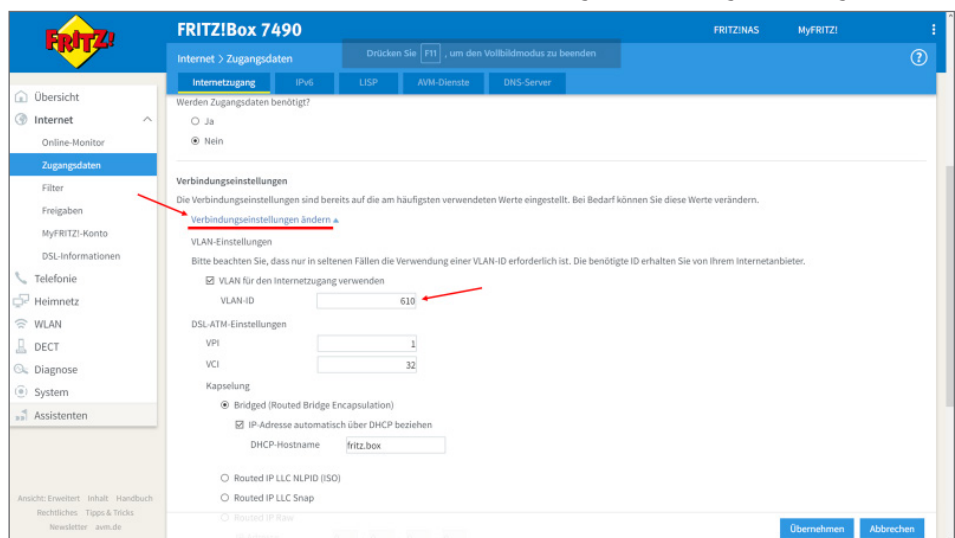 FRITZ!
FRITZ!Box 7490
FRITZ!NAS
MyFRITZ!
Internet > Zugangsdaten
Drücken Sie F11 , um den Vollbildmodus zu beenden
?
Internetzugang
IPv6
LISP
AVM-Dienste
DNS-Server
Übersicht
Internet
Online-Monitor
Zugangsdaten
Filter
Freigaben
MyFRITZ!-Konto
DSL-Informationen
Telefonie
Heimnetz
WLAN
DECT
Diagnose
System
Assistenten
Ansicht: Erweitert Inhalt Handbuch
Rechtliches Tipps & Tricks
Newsletter avm.de
Werden Zugangsdaten benötigt?
Ja
Nein
Verbindungseinstellungen
Die Verbindungseinstellungen sind bereits auf die am häufigsten verwendeten Werte eingestellt. Bei Bedarf können Sie diese Werte verändern.
Verbindungseinstellungen ändern
VLAN-Einstellungen
Bitte beachten Sie, dass nur in seltenen Fällen die Verwendung einer VLAN-ID erforderlich ist. Die benötigte ID erhalten Sie von Ihrem Internetanbieter.
VLAN für den Internetzugang verwenden
VLAN-ID 610
DSL-ATM-Einstellungen
VPI 1
VCI 32
Kapselung
Bridged (Routed Bridge Encapsulation)
IP-Adresse automatisch über DHCP beziehen
DHCP-Hostname fritz.box
Routed IP LLC NLPID (ISO)
Routed IP LLC Snap
Routed IP Raw
Übernehmen
Abbrechen